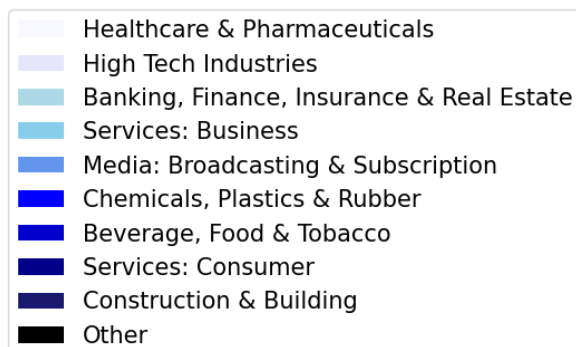 Healthcare & Pharmaceuticals
High Tech Industries
Banking, Finance, Insurance & Real Estate
Services: Business
Media: Broadcasting & Subscription
Chemicals, Plastics & Rubber
Beverage, Food & Tobacco
Services: Consumer
Construction & Building
Other